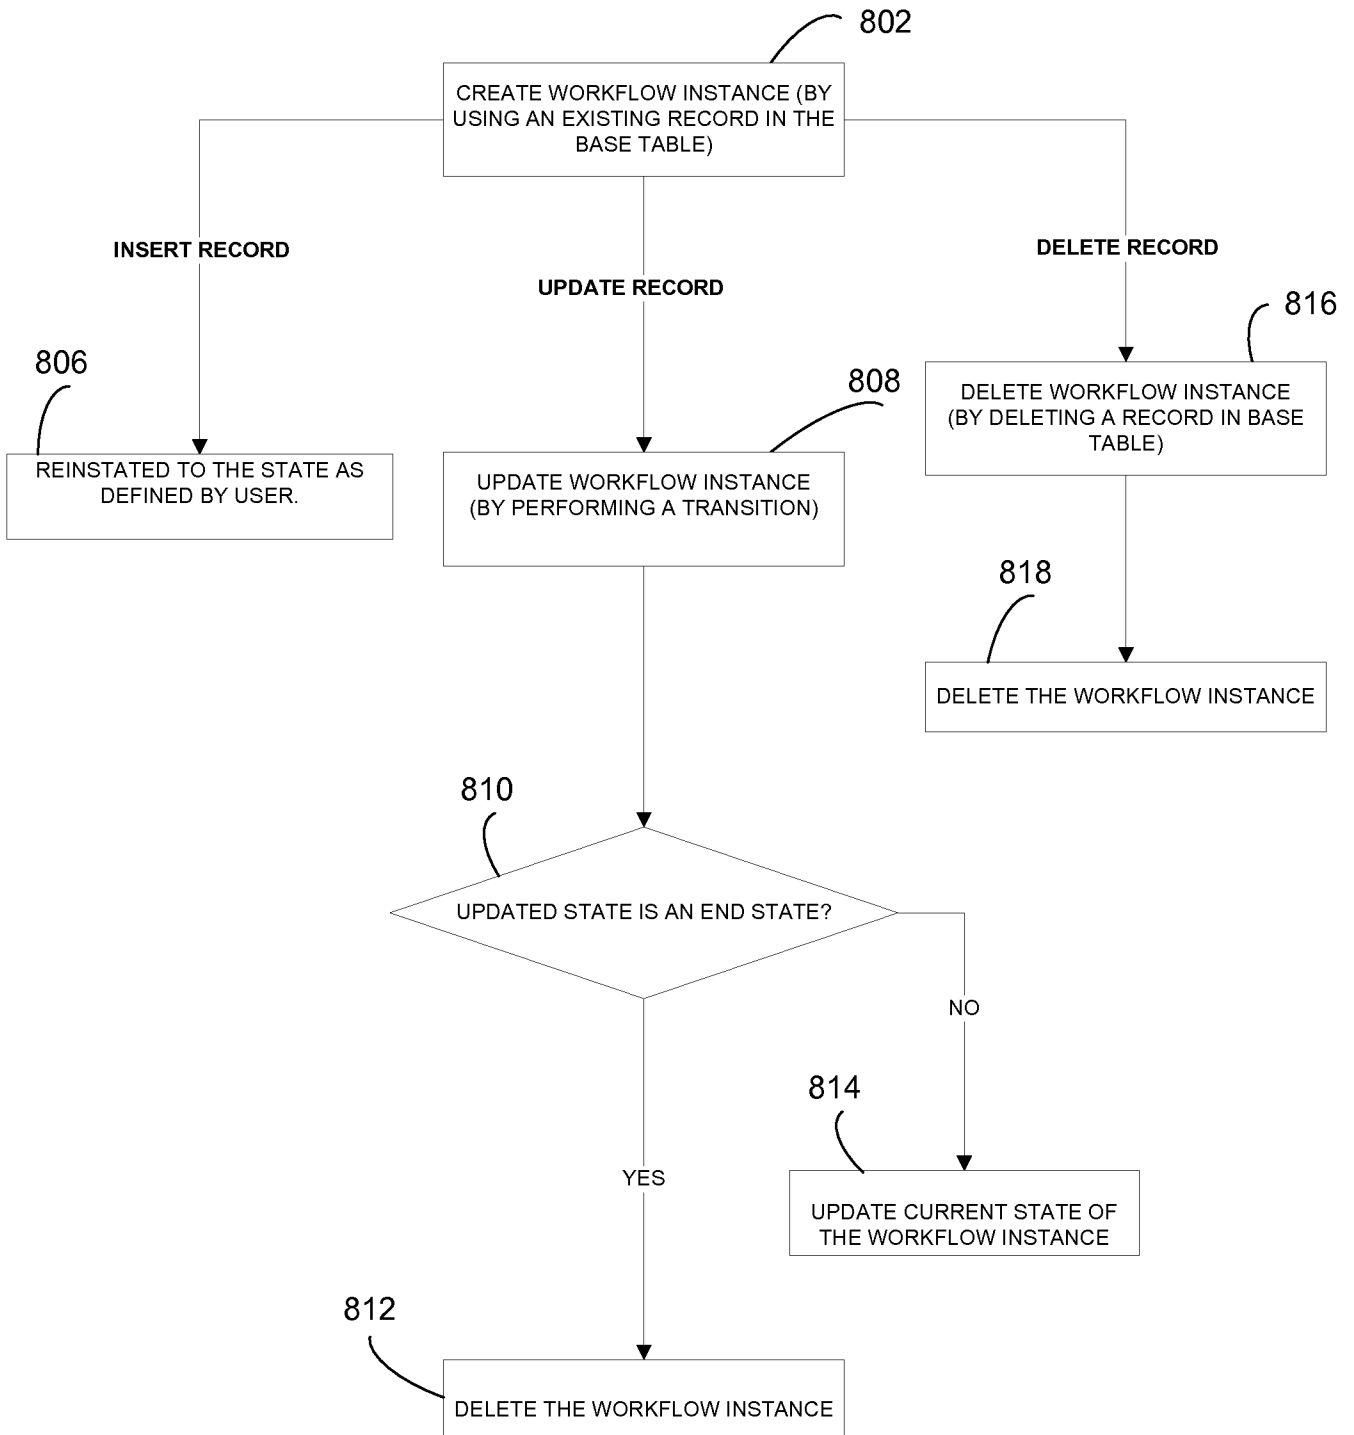 802
CREATE WORKFLOW INSTANCE (BY
USING AN EXISTING RECORD IN THE
BASE TABLE)
INSERT RECORD
UPDATE RECORD
DELETE RECORD
816
806
808
DELETE WORKFLOW INSTANCE
(BY DELETING A RECORD IN BASE
TABLE)
REINSTATED TO THE STATE AS
DEFINED BY USER.
UPDATE WORKFLOW INSTANCE
(BY PERFORMING A TRANSITION)
818
DELETE THE WORKFLOW INSTANCE
810
UPDATED STATE IS AN END STATE?
NO
814
YES
UPDATE CURRENT STATE OF
THE WORKFLOW INSTANCE
812
DELETE THE WORKFLOW INSTANCE